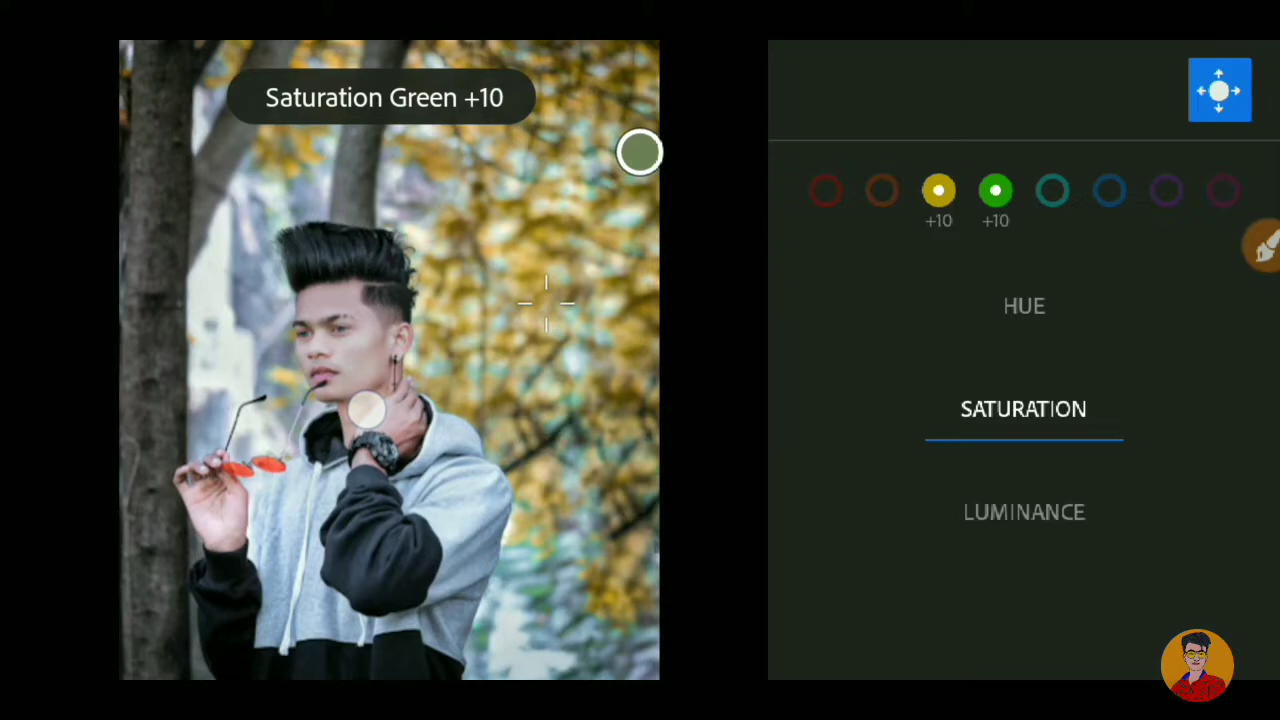 Saturation Green +10
+10 +10
HUE
SATURATION
LUMINANCE